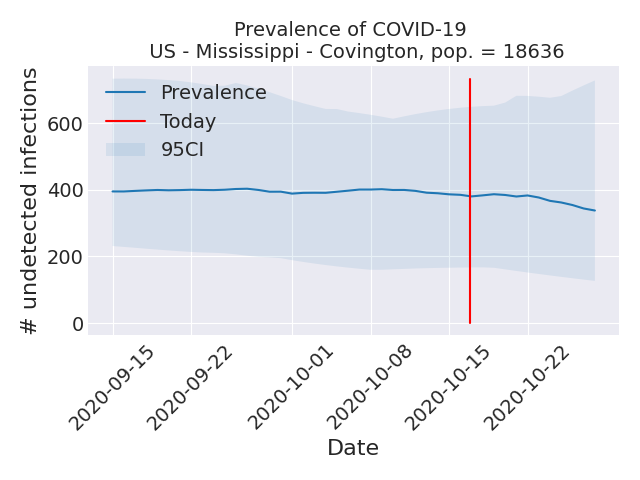 Prevalence of COVID-19
US - Mississippi - Covington, pop. = 18636
# undetected infections
600
400
200
0
Prevalence
Today
95CI
2020-09-15
2020-09-22
2020-10-01
2020-10-08
2020-10-15
2020-10-22
Date